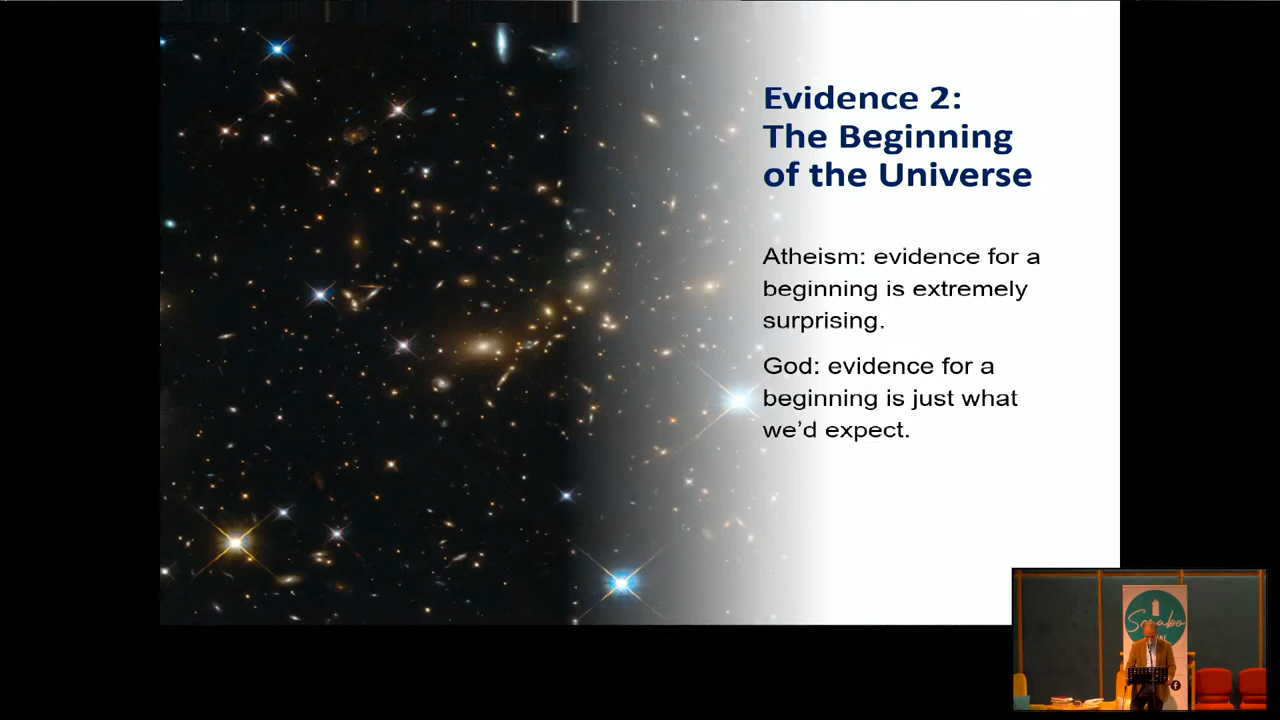 Evidence 2:
The Beginning
of the Universe
Atheism: evidence for a
beginning is extremely
surprising.
God: evidence for a
beginning is just what
we'd expect.
Scrabo